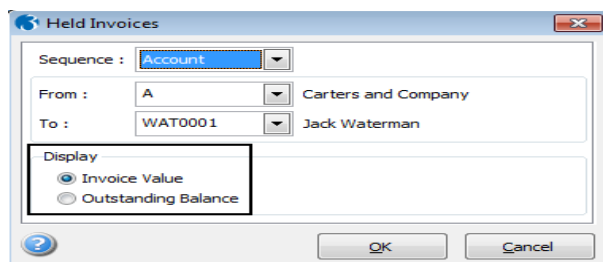 Held Invoices
Sequence : Account
From : A Carters and Company
To : WAT0001 Jack Waterman
Display
Invoice Value
Outstanding Balance
? OK Cancel